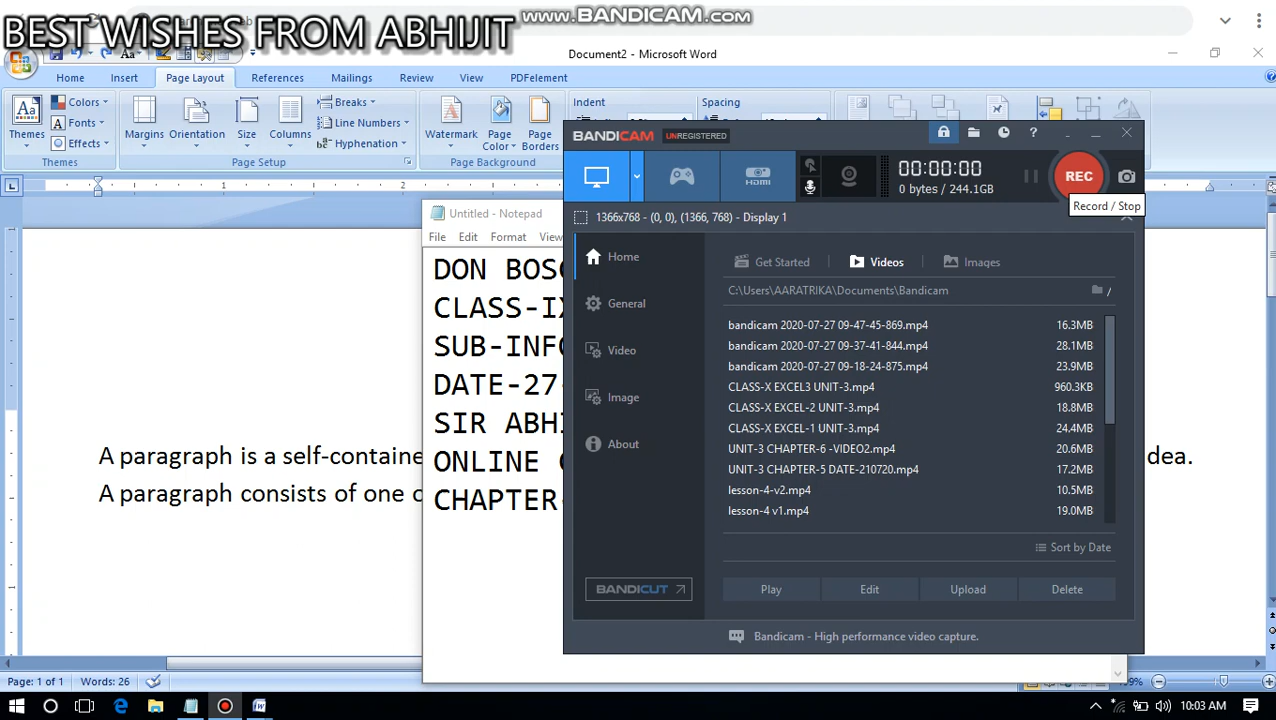 BEST WISHES FROM ABHIJIT
www.BANDICAM.com
Document2 - Microsoft Word
Home Insert Page Layout References Mailings Review View PDFelement
Themes
Colors
Fonts
Effects
Themes
Margins
Orientation
Size
Columns
Breaks
Line Numbers
Hyphenation
Page Setup
Watermark
Page Color
Page Borders
Page Background
Indent
Spacing
2
Untitled - Notepad
File Edit Format View
DON BOSC
CLASS-IX
SUB-INFO
DATE-27-
SIR ABHI
ONLINE
CHAPTER-
A paragraph is a self-containe
dea.
A paragraph consists of one o
BANDICAM UNREGISTERED
HDMI
00:00:00
0 bytes / 244.1GB
REC
Record / Stop
1366x768 - (0, 0), (1366, 768) - Display 1
Home
General
Video
Image
About
BANDICUT
Get Started Videos Images
C:\Users\AARATRIKA\Documents\Bandicam
/
bandicam 2020-07-27 09-47-45-869.mp4 16.3MB
bandicam 2020-07-27 09-37-41-844.mp4 28.1MB
bandicam 2020-07-27 09-18-24-875.mp4 23.9MB
CLASS-X EXCEL3 UNIT-3.mp4 960.3KB
CLASS-X EXCEL-2 UNIT-3.mp4 18.8MB
CLASS-X EXCEL-1 UNIT-3.mp4 24.4MB
UNIT-3 CHAPTER-6 -VIDEO2.mp4 20.6MB
UNIT-3 CHAPTER-5 DATE-210720.mp4 17.2MB
lesson-4-v2.mp4 10.5MB
lesson-4 v1.mp4 19.0MB
Sort by Date
Play Edit Upload Delete
Bandicam - High performance video capture.
Page: 1 of 1 Words: 26
10:03 AM